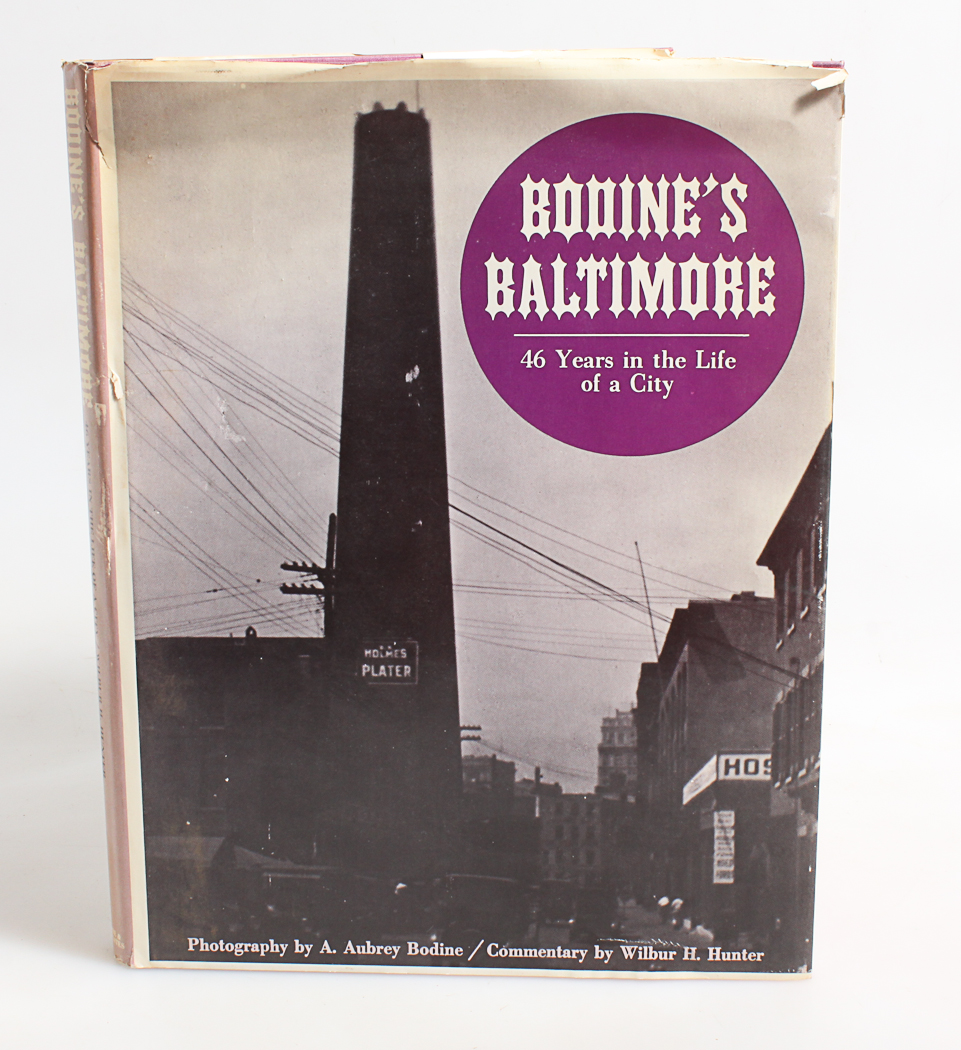 BODINE'S
BALTIMORE
46 Years in the Life
of a City
HOLMES
PLATER
HOS
Photography by A. Aubrey Bodine / Commentary by Wilbur H. Hunter
BODINE'S BALTIMORE